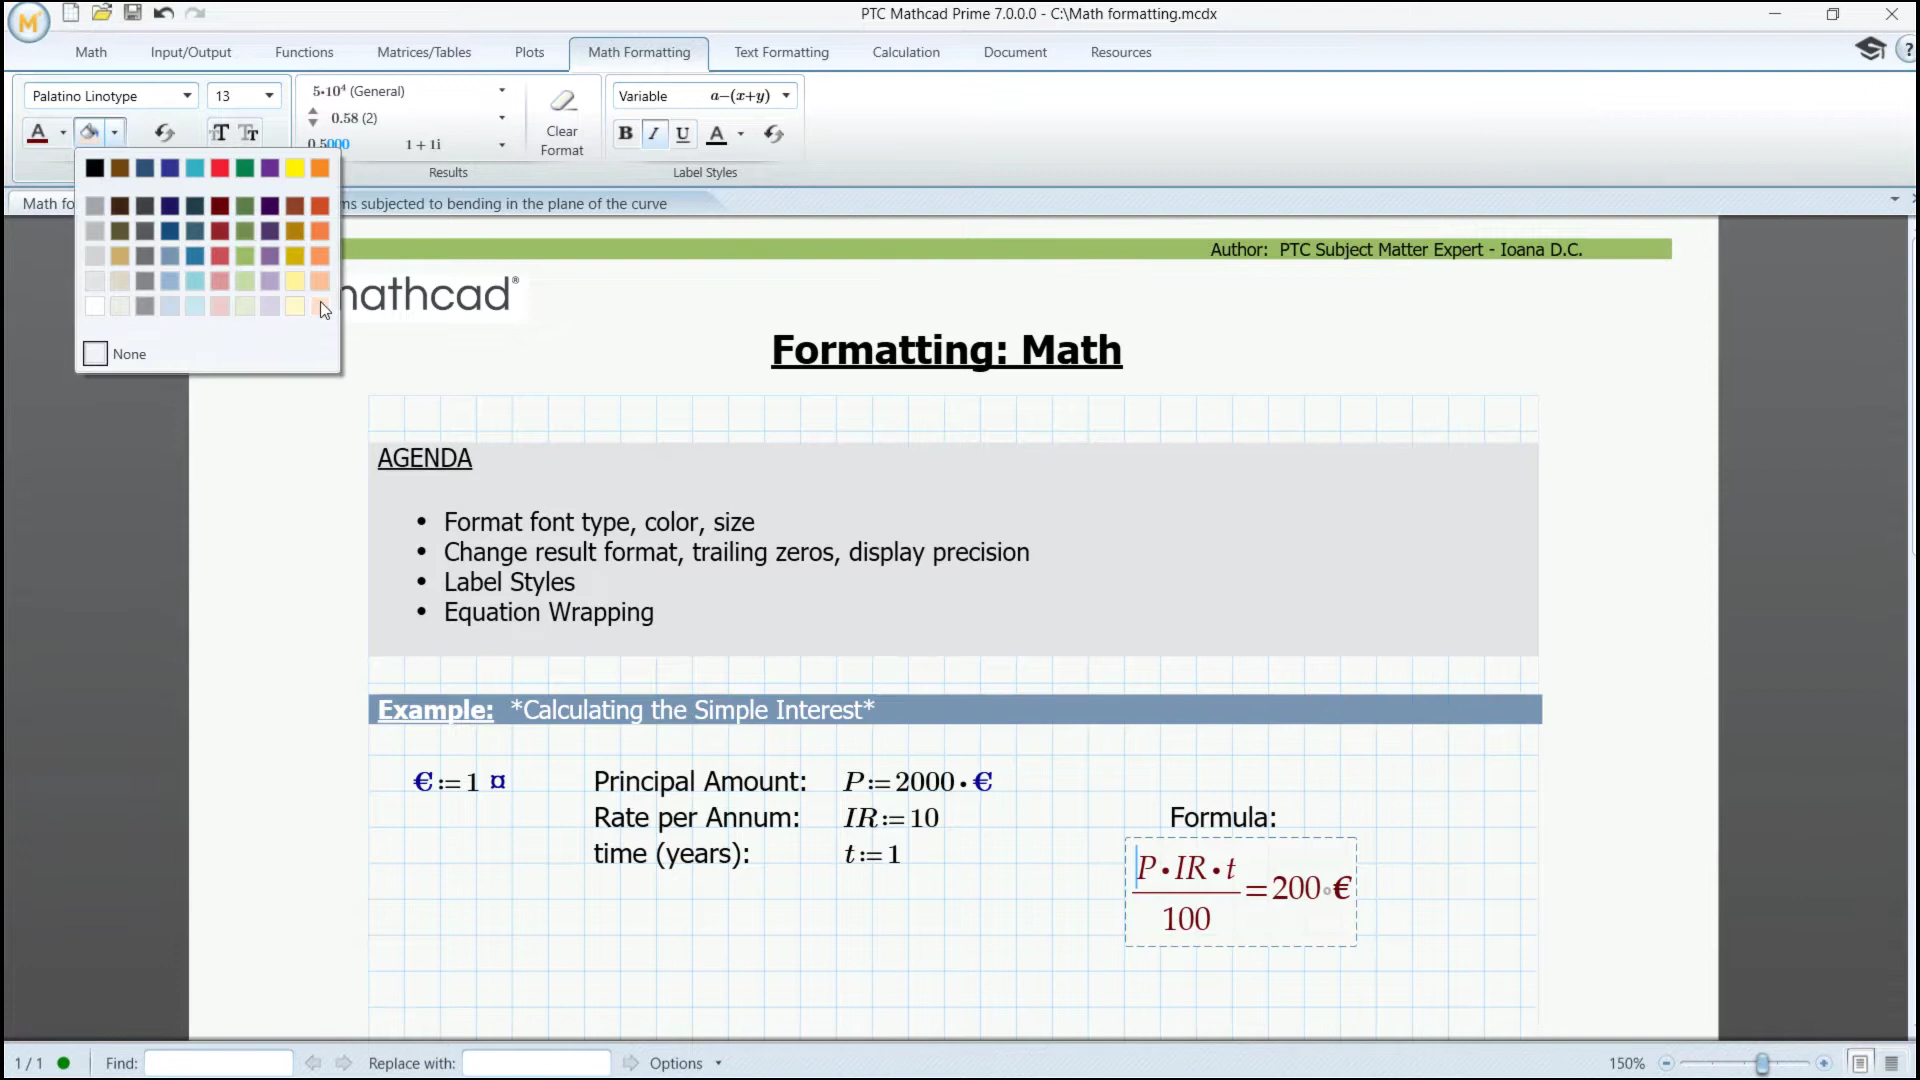 PTC Mathcad Prime 7.0.0.0 - C:\Math formatting.mcdx
Math Input/Output Functions Matrices/Tables Plots Math Formatting Text Formatting Calculation Document Resources
Palatino Linotype 13
5•10⁴ (General)
0.58 (2)
0.5000 1 + 1i
Clear
Format
Variable a−(x+y)
B I U A
Results
Label Styles
None
Math fo
ns subjected to bending in the plane of the curve
Author: PTC Subject Matter Expert - Ioana D.C.
mathcad®
Formatting: Math
AGENDA
• Format font type, color, size
• Change result format, trailing zeros, display precision
• Label Styles
• Equation Wrapping
Example: *Calculating the Simple Interest*
€ := 1 ¤
Principal Amount: P := 2000 • €
Rate per Annum: IR := 10
time (years): t := 1
Formula:
P • IR • t
= 200 ∘ €
100
1 / 1 Find: Replace with: Options 150%